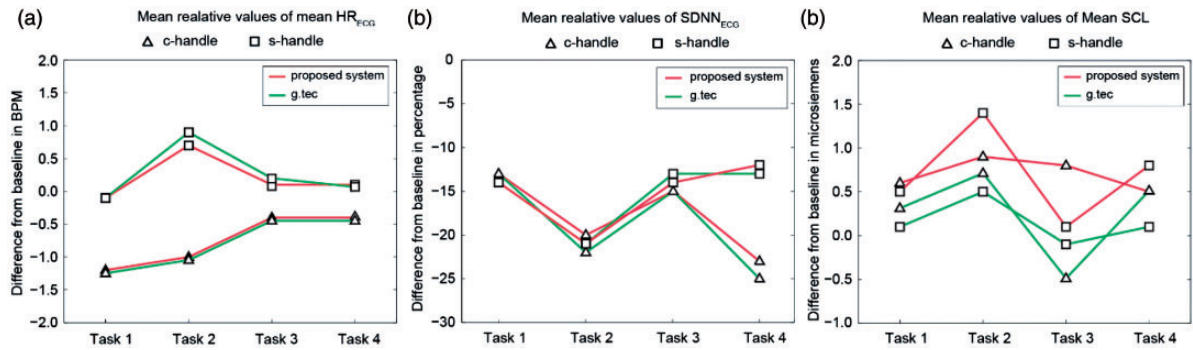 (a)
Mean realative values of mean HR_ECG
c-handle s-handle
proposed system
g.tec
Difference from baseline in BPM
2.0
1.5
1.0
0.5
0.0
−0.5
−1.0
−1.5
−2.0
Task 1 Task 2 Task 3 Task 4
(b)
Mean realative values of SDNN_ECG
c-handle s-handle
proposed system
g.tec
Difference from baseline in percentage
0
−5
−10
−15
−20
−25
−30
Task 1 Task 2 Task 3 Task 4
(b)
Mean realative values of Mean SCL
c-handle s-handle
proposed system
g.tec
Difference from baseline in microsiemens
2.0
1.5
1.0
0.5
0.0
−0.5
−1.0
Task 1 Task 2 Task 3 Task 4